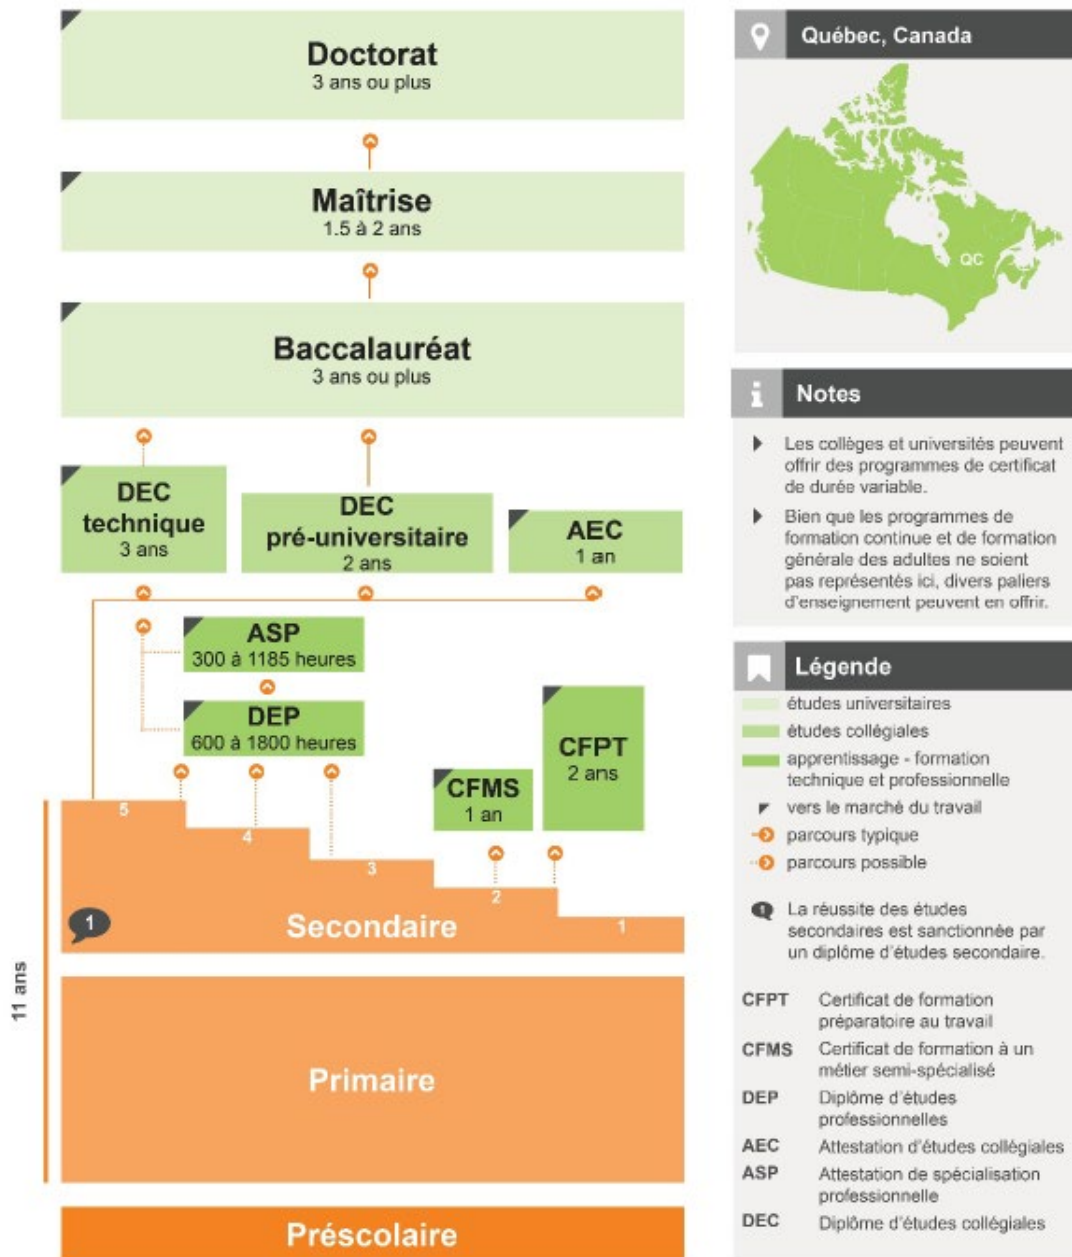 Doctorat
3 ans ou plus
Maîtrise
1.5 à 2 ans
Baccalauréat
3 ans ou plus
DEC
technique
3 ans
DEC
pré-universitaire
2 ans
AEC
1 an
ASP
300 à 1185 heures
DEP
600 à 1800 heures
CFMS
1 an
CFPT
2 ans
5
4
3
2
1
1
Secondaire
11 ans
Primaire
Préscolaire
Québec, Canada
QC
Notes
Les collèges et universités peuvent
offrir des programmes de certificat
de durée variable.
Bien que les programmes de
formation continue et de formation
générale des adultes ne soient
pas représentés ici, divers paliers
d'enseignement peuvent en offrir.
Légende
études universitaires
études collégiales
apprentissage - formation
technique et professionnelle
vers le marché du travail
parcours typique
parcours possible
1 La réussite des études
secondaires est sanctionnée par
un diplôme d'études secondaire.
CFPT Certificat de formation
préparatoire au travail
CFMS Certificat de formation à un
métier semi-spécialisé
DEP Diplôme d'études
professionnelles
AEC Attestation d'études collégiales
ASP Attestation de spécialisation
professionnelle
DEC Diplôme d'études collégiales